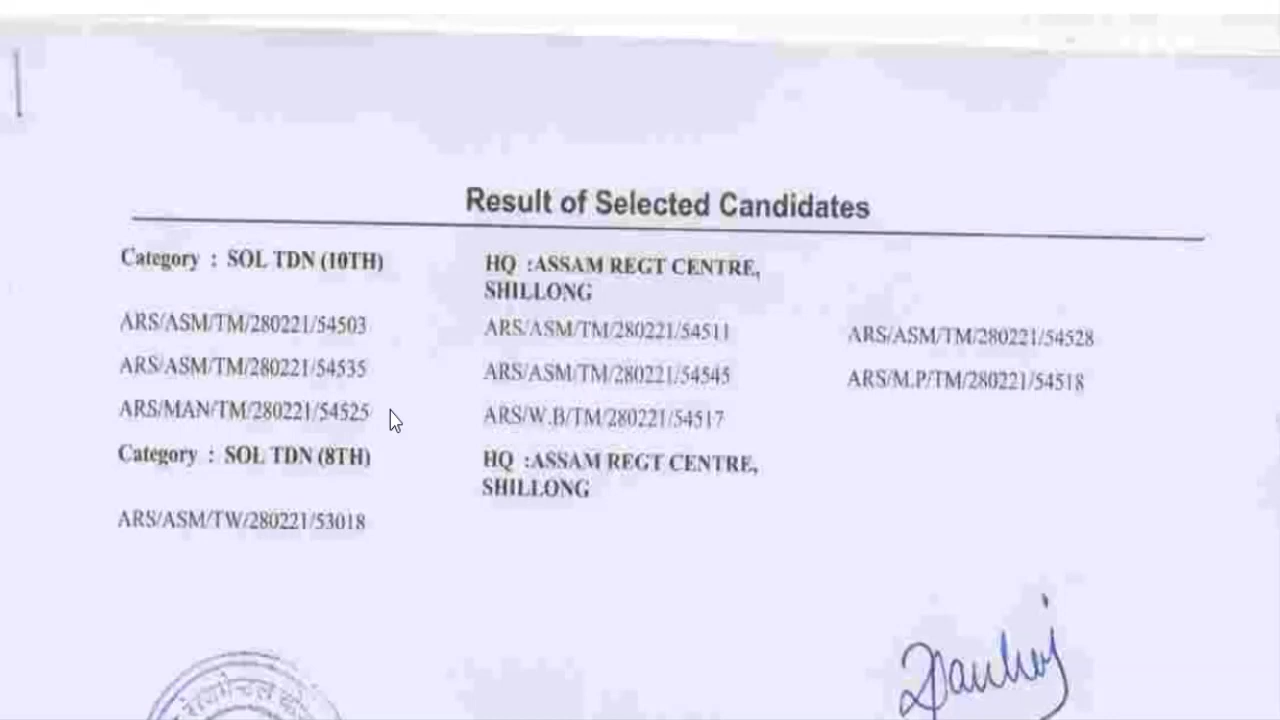 Result of Selected Candidates
Category : SOL TDN (10TH) HQ :ASSAM REGT CENTRE,
SHILLONG
ARS/ASM/TM/280221/54503 ARS/ASM/TM/280221/54511 ARS/ASM/TM/280221/54528
ARS/ASM/TM/280221/54535 ARS/ASM/TM/280221/54545 ARS/M.P/TM/280221/54518
ARS/MAN/TM/280221/54525 ARS/W.B/TM/280221/54517
Category : SOL TDN (8TH) HQ :ASSAM REGT CENTRE,
SHILLONG
ARS/ASM/TW/280221/53018